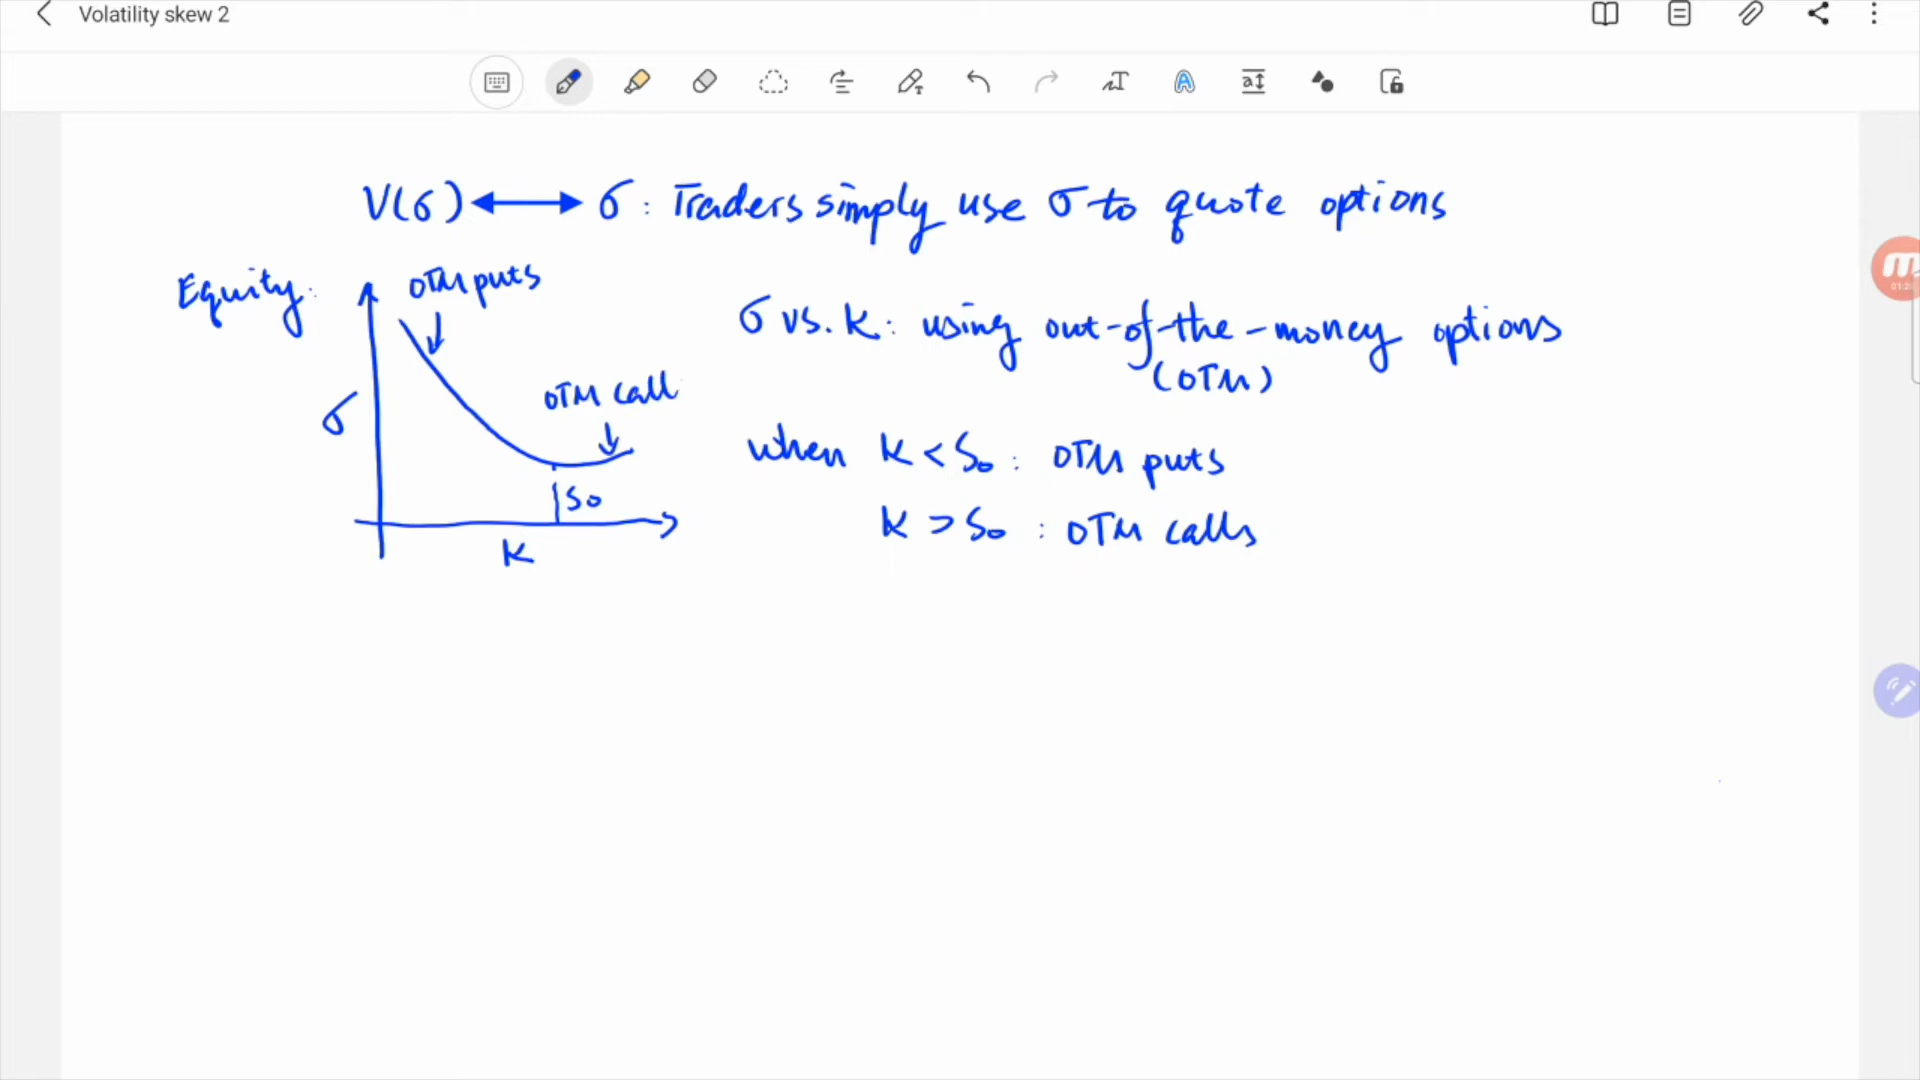 Volatility skew 2
V(σ) ⟷ σ : Traders simply use σ to quote options
Equity:
OTM puts
σ vs. K : using out-of-the-money options
(OTM)
OTM call
σ
when K < S₀ : OTM puts
S₀
K > S₀ : OTM calls
K